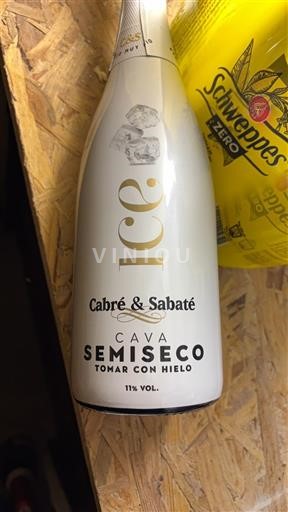 C&S
Ice
VINIOU
Cabré & Sabaté
CAVA
SEMISECO
TOMAR CON HIELO
11% VOL.
Schweppes
ZERO